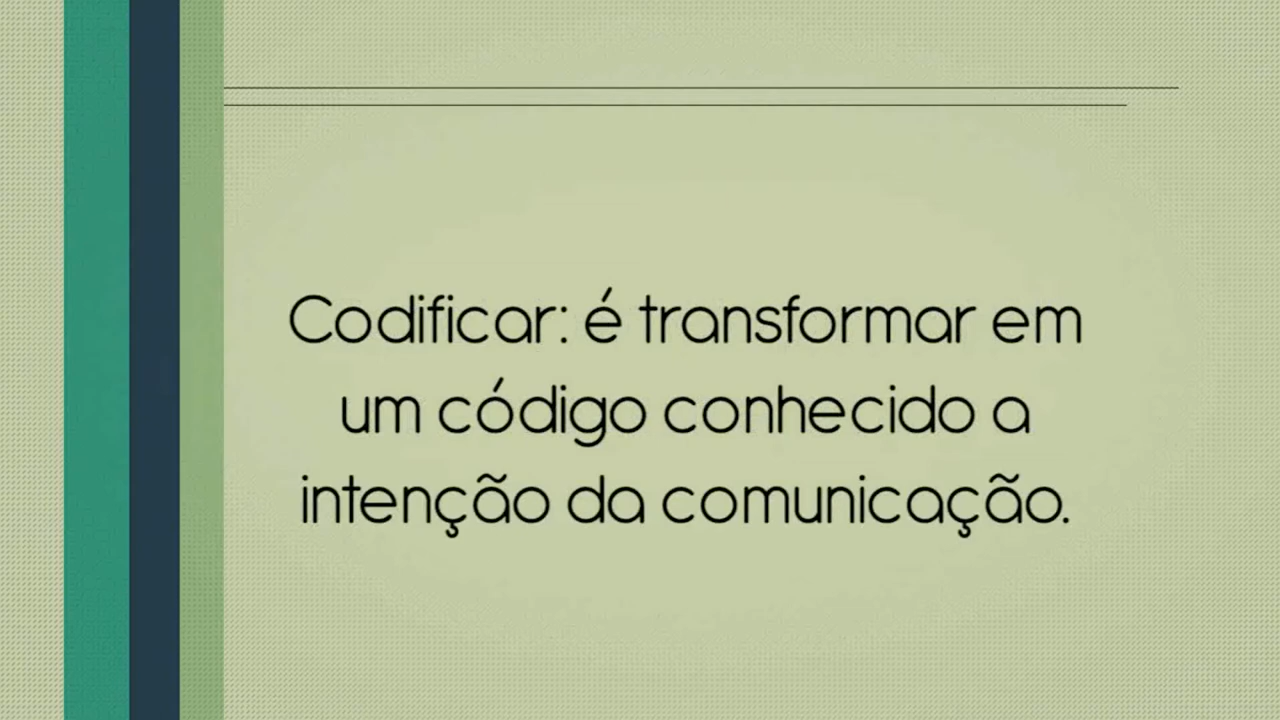 Codificar: é transformar em
um código conhecido a
intenção da comunicação.